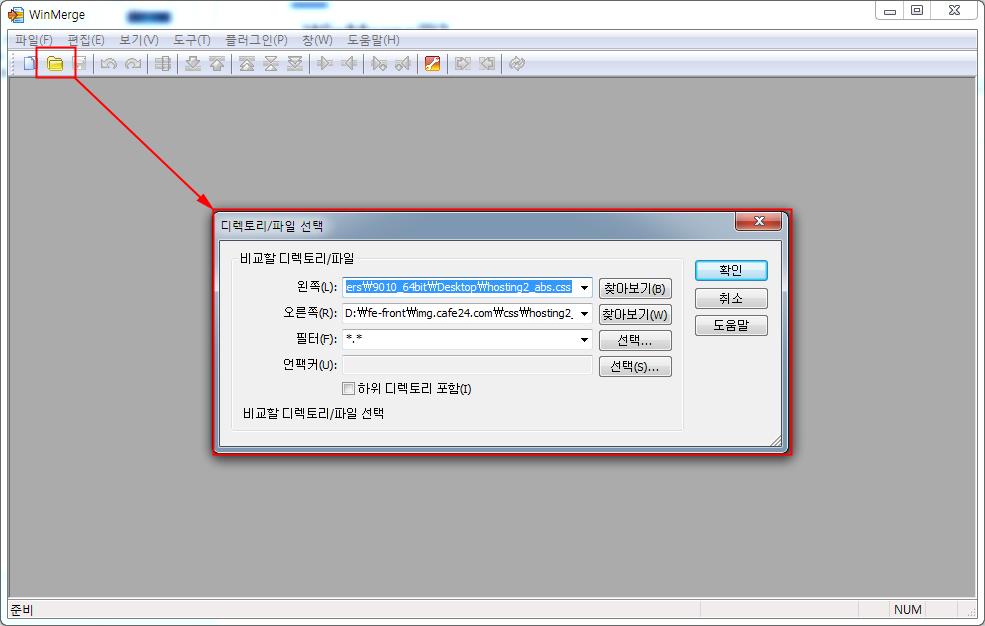 WinMerge
파일(F) 편집(E) 보기(V) 도구(T) 플러그인(P) 창(W) 도움말(H)
디렉토리/파일 선택
비교할 디렉토리/파일
왼쪽(L): ers₩9010_64bit₩Desktop₩hosting2_abs.css 찾아보기(B)
오른쪽(R): D:₩fe-front₩img.cafe24.com₩css₩hosting2_ 찾아보기(W)
필터(F): *.* 선택...
언팩커(U): 선택(S)...
하위 디렉토리 포함(I)
비교할 디렉토리/파일 선택
확인
취소
도움말
준비 NUM